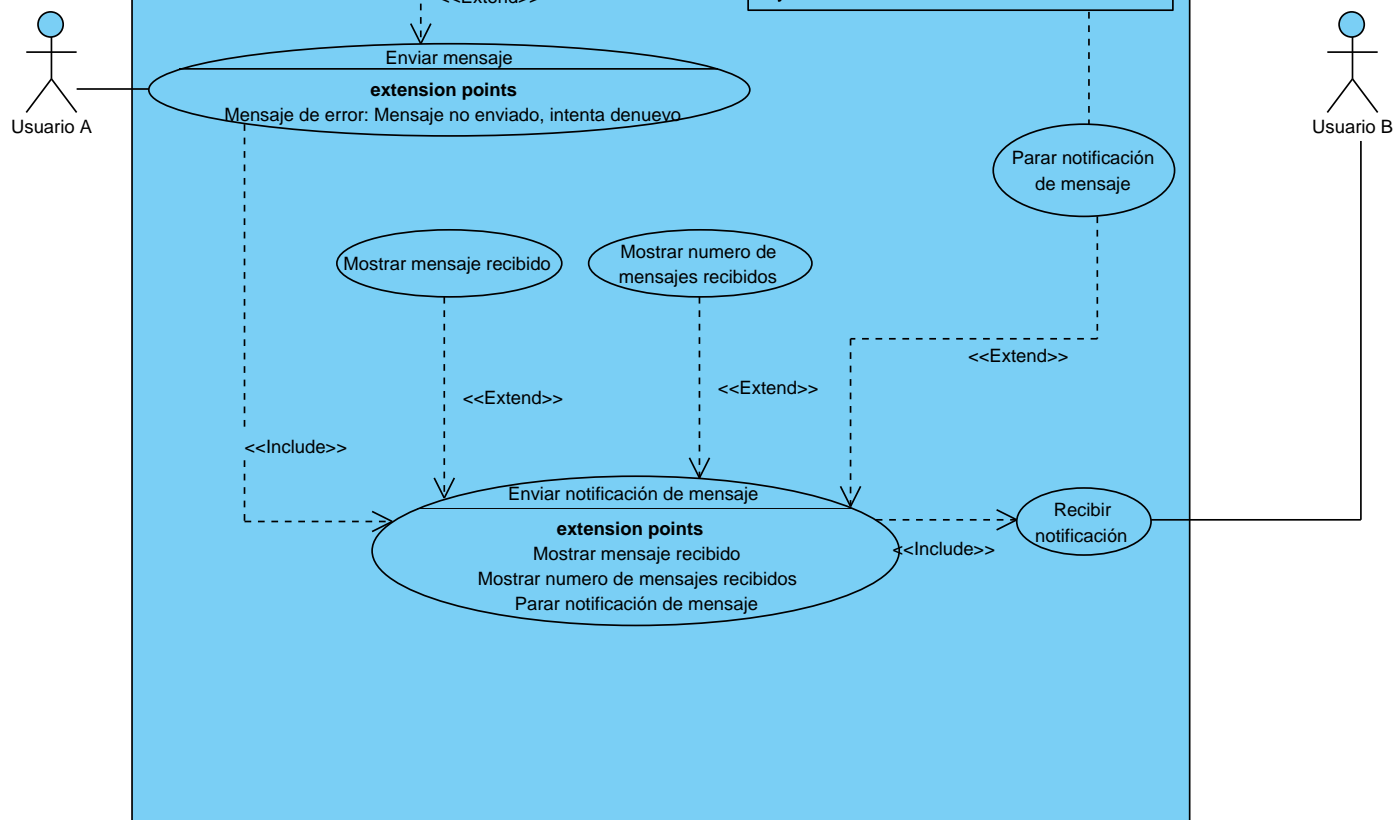 <<Extend>>
Enviar mensaje
extension points
Mensaje de error: Mensaje no enviado, intenta denuevo
Usuario A
Usuario B
Parar notificación
de mensaje
Mostrar mensaje recibido
Mostrar numero de
mensajes recibidos
<<Extend>>
<<Extend>>
<<Extend>>
<<Include>>
Enviar notificación de mensaje
extension points
Mostrar mensaje recibido
Mostrar numero de mensajes recibidos
Parar notificación de mensaje
<<Include>>
Recibir
notificación